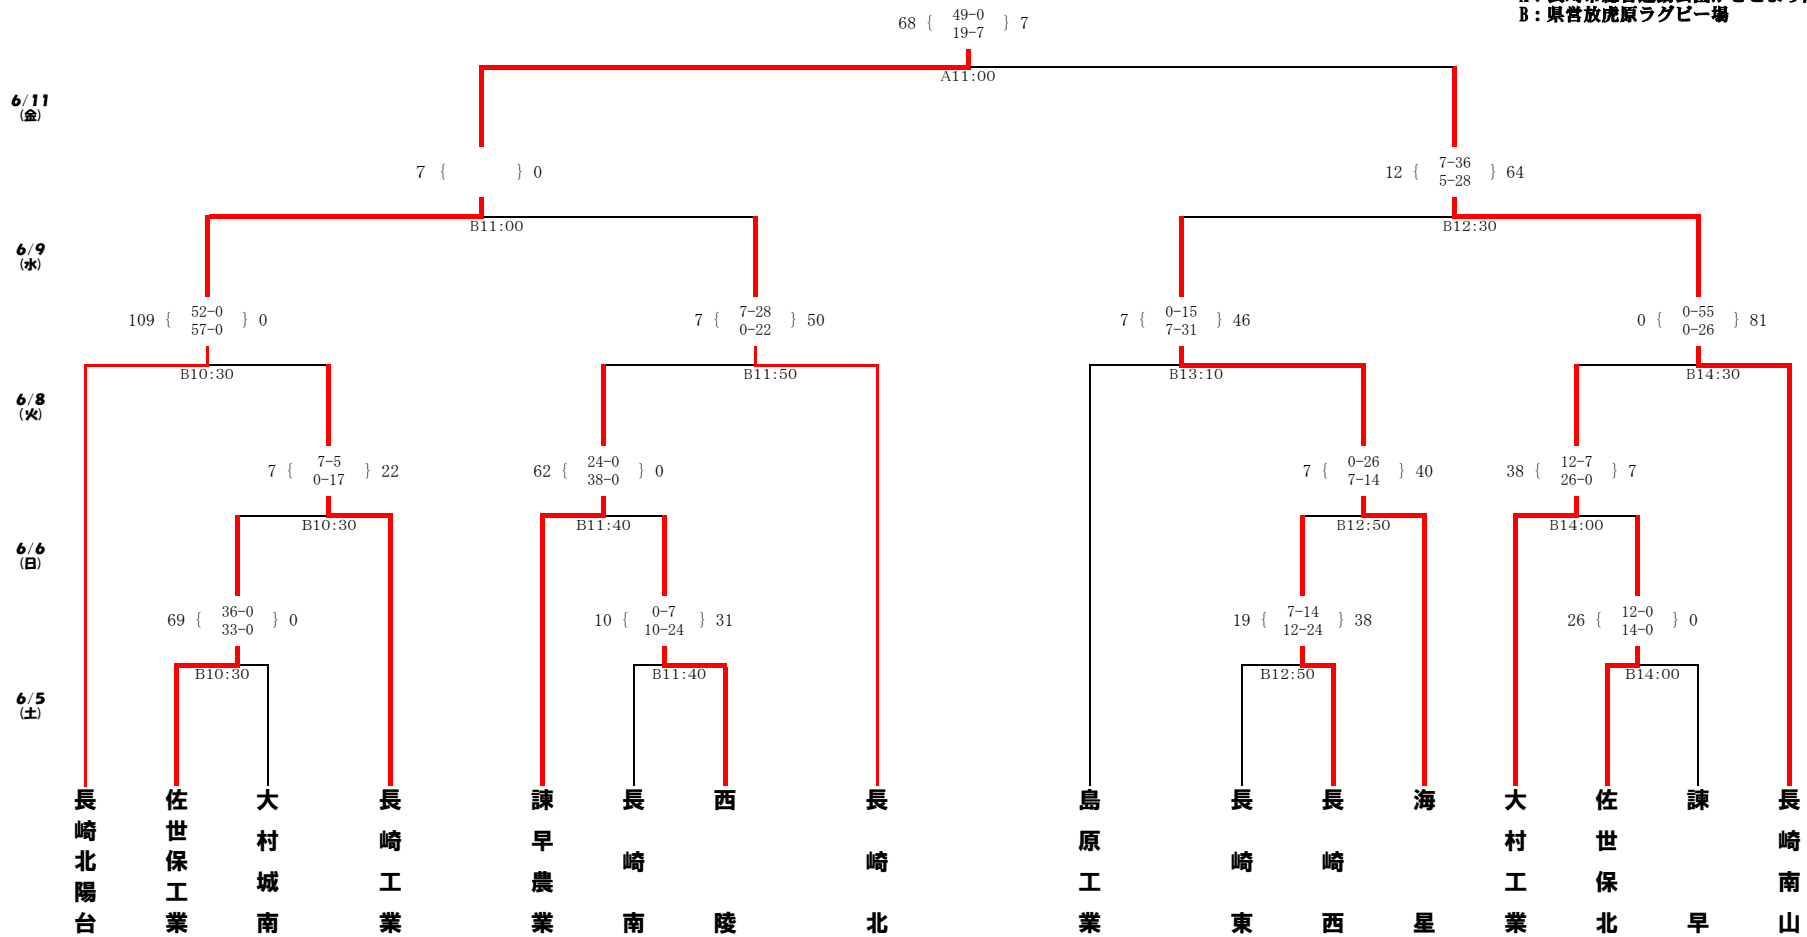 B：県営放虎原ラグビー場
68 { 49-0 } 7
19-7
A11:00
6/11
(金)
7 { } 0
12 { 7-36 } 64
5-28
B11:00
B12:30
6/9
(水)
109 { 52-0 } 0
57-0
7 { 7-28 } 50
0-22
7 { 0-15 } 46
7-31
0 { 0-55 } 81
0-26
B10:30
B11:50
B13:10
B14:30
6/8
(火)
7 { 7-5 } 22
0-17
62 { 24-0 } 0
38-0
7 { 0-26 } 40
7-14
38 { 12-7 } 7
26-0
B10:30
B11:40
B12:50
B14:00
6/6
(日)
69 { 36-0 } 0
33-0
10 { 0-7 } 31
10-24
19 { 7-14 } 38
12-24
26 { 12-0 } 0
14-0
B10:30
B11:40
B12:50
B14:00
6/5
(土)
長崎北陽台
佐世保工業
大村城南
長崎工業
諫早農業
長崎南
西陵
長崎北
島原工業
長崎東
長崎西
海星
大村工業
佐世保北
諫早
長崎南山